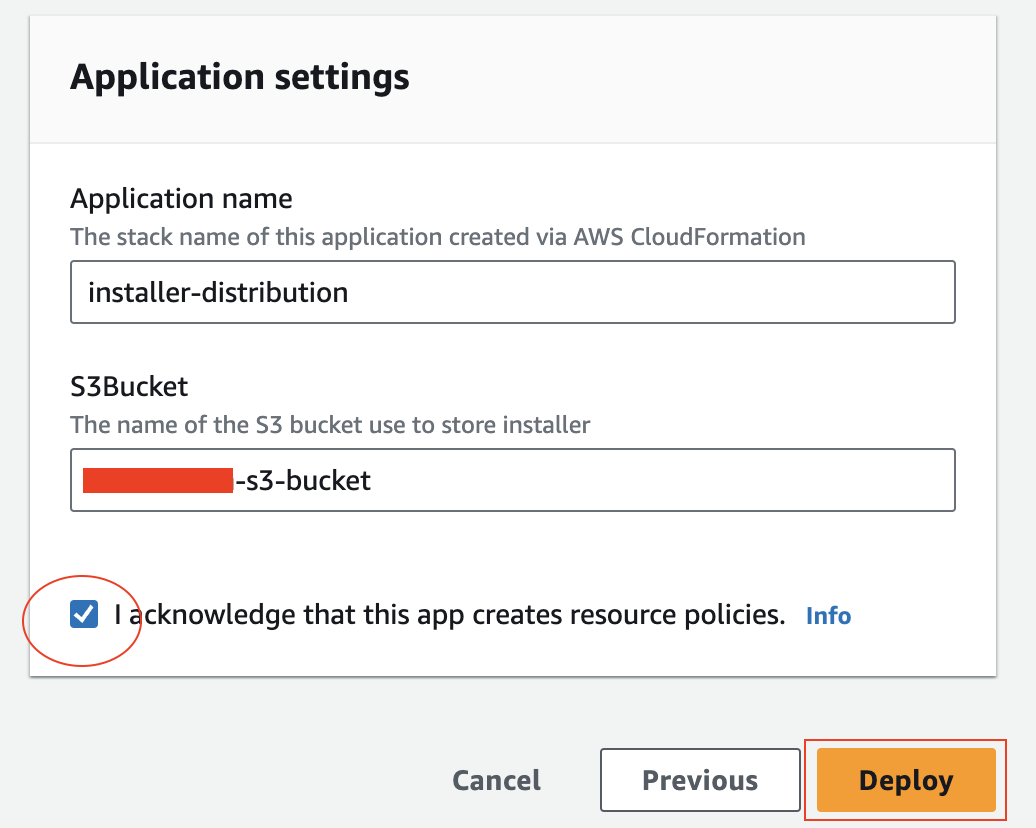 Application settings
Application name
The stack name of this application created via AWS CloudFormation
installer-distribution
S3Bucket
The name of the S3 bucket use to store installer
-s3-bucket
I acknowledge that this app creates resource policies. Info
Cancel Previous Deploy